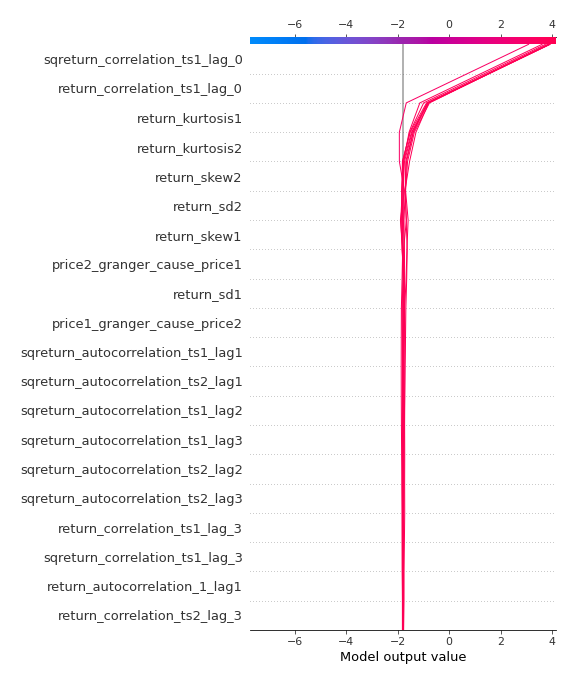 −6 −4 −2 0 2 4
sqreturn_correlation_ts1_lag_0
return_correlation_ts1_lag_0
return_kurtosis1
return_kurtosis2
return_skew2
return_sd2
return_skew1
price2_granger_cause_price1
return_sd1
price1_granger_cause_price2
sqreturn_autocorrelation_ts1_lag1
sqreturn_autocorrelation_ts2_lag1
sqreturn_autocorrelation_ts1_lag2
sqreturn_autocorrelation_ts1_lag3
sqreturn_autocorrelation_ts2_lag2
sqreturn_autocorrelation_ts2_lag3
return_correlation_ts1_lag_3
sqreturn_correlation_ts1_lag_3
return_autocorrelation_1_lag1
return_correlation_ts2_lag_3
−6 −4 −2 0 2 4
Model output value